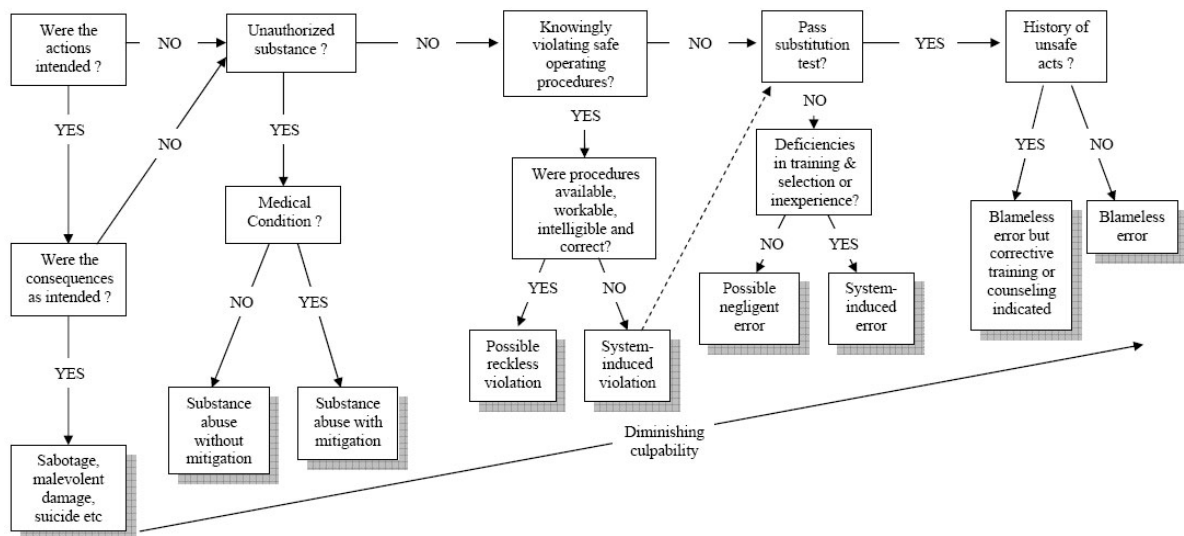 Were the
actions
intended ?
NO
Unauthorized
substance ?
NO
Knowingly
violating safe
operating
procedures?
NO
Pass
substitution
test?
YES
History of
unsafe
acts ?
YES
NO
YES
YES
NO
YES
NO
Medical
Condition ?
Were procedures
available,
workable,
intelligible and
correct?
Deficiencies
in training &
selection or
inexperience?
Were the
consequences
as intended ?
NO
YES
YES
NO
NO
YES
Blameless
error but
corrective
training or
counseling
indicated
Blameless
error
YES
Possible
reckless
violation
System-
induced
violation
Possible
negligent
error
System-
induced
error
Substance
abuse
without
mitigation
Substance
abuse with
mitigation
Diminishing
culpability
Sabotage,
malevolent
damage,
suicide etc